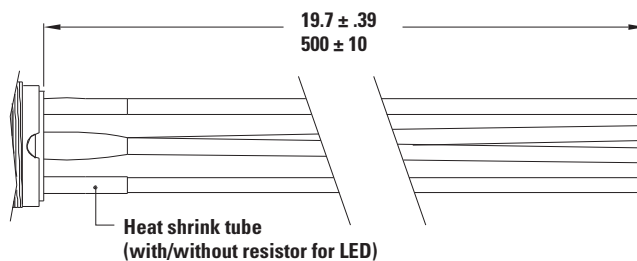 19.7 ± .39
500 ± 10
Heat shrink tube
(with/without resistor for LED)